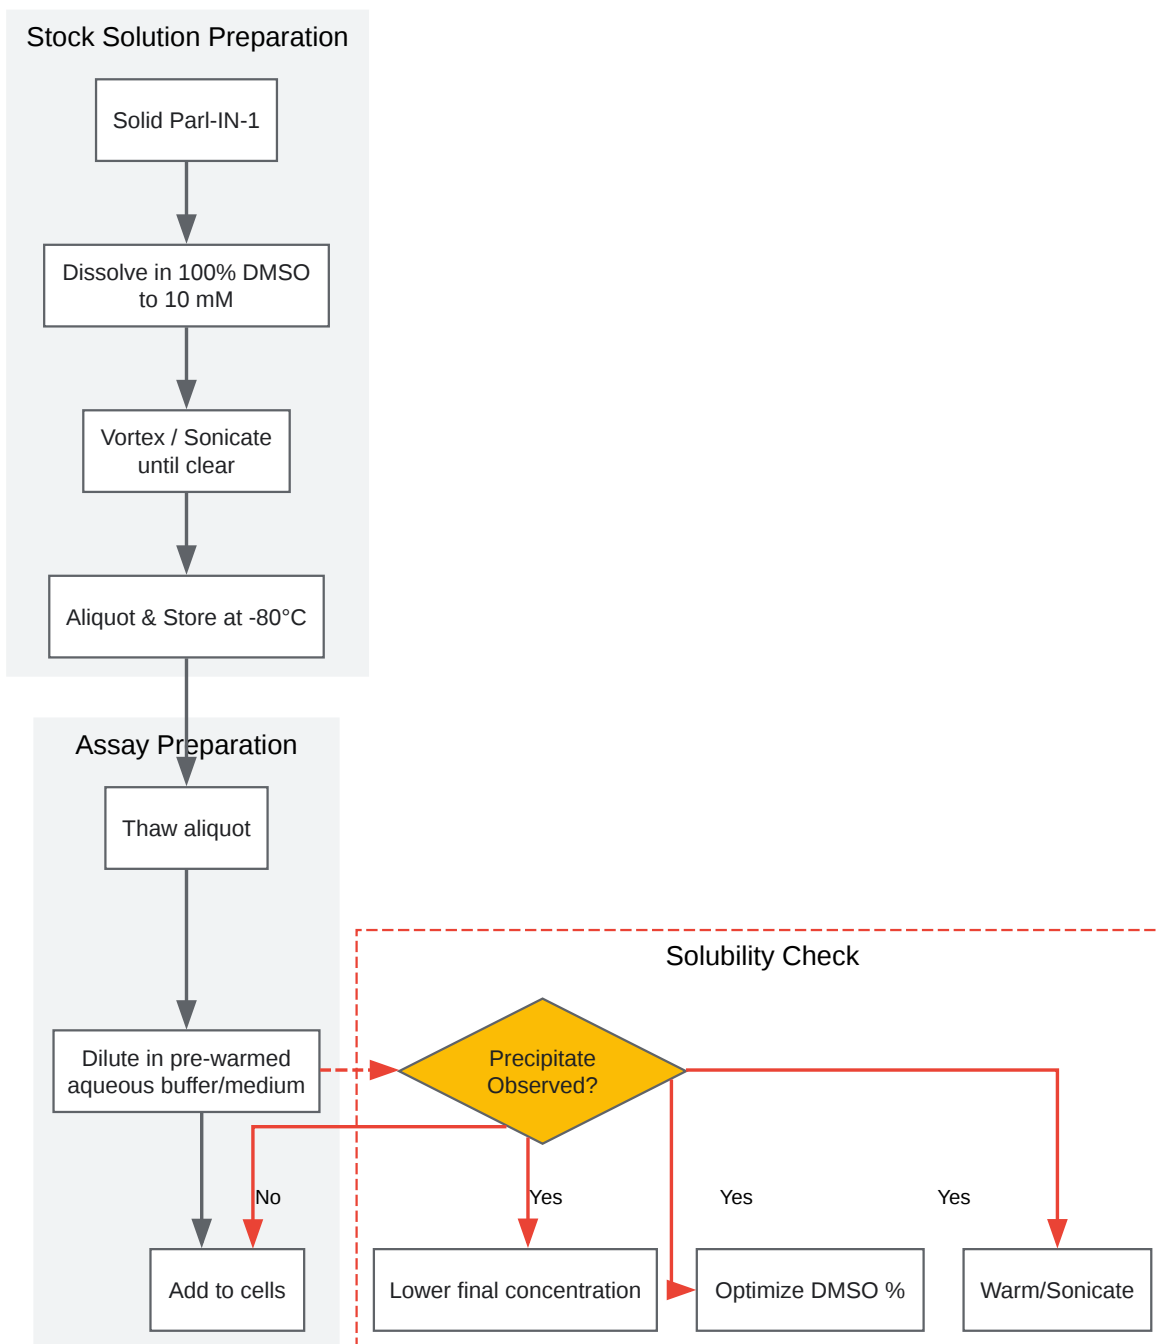 Stock Solution Preparation
Solid Parl-IN-1
Dissolve in 100% DMSO
to 10 mM
Vortex / Sonicate
until clear
Aliquot & Store at -80°C
Assay Preparation
Thaw aliquot
Solubility Check
Dilute in pre-warmed
aqueous buffer/medium
Precipitate
Observed?
No
Yes
Yes
Yes
Add to cells
Lower final concentration
Optimize DMSO %
Warm/Sonicate